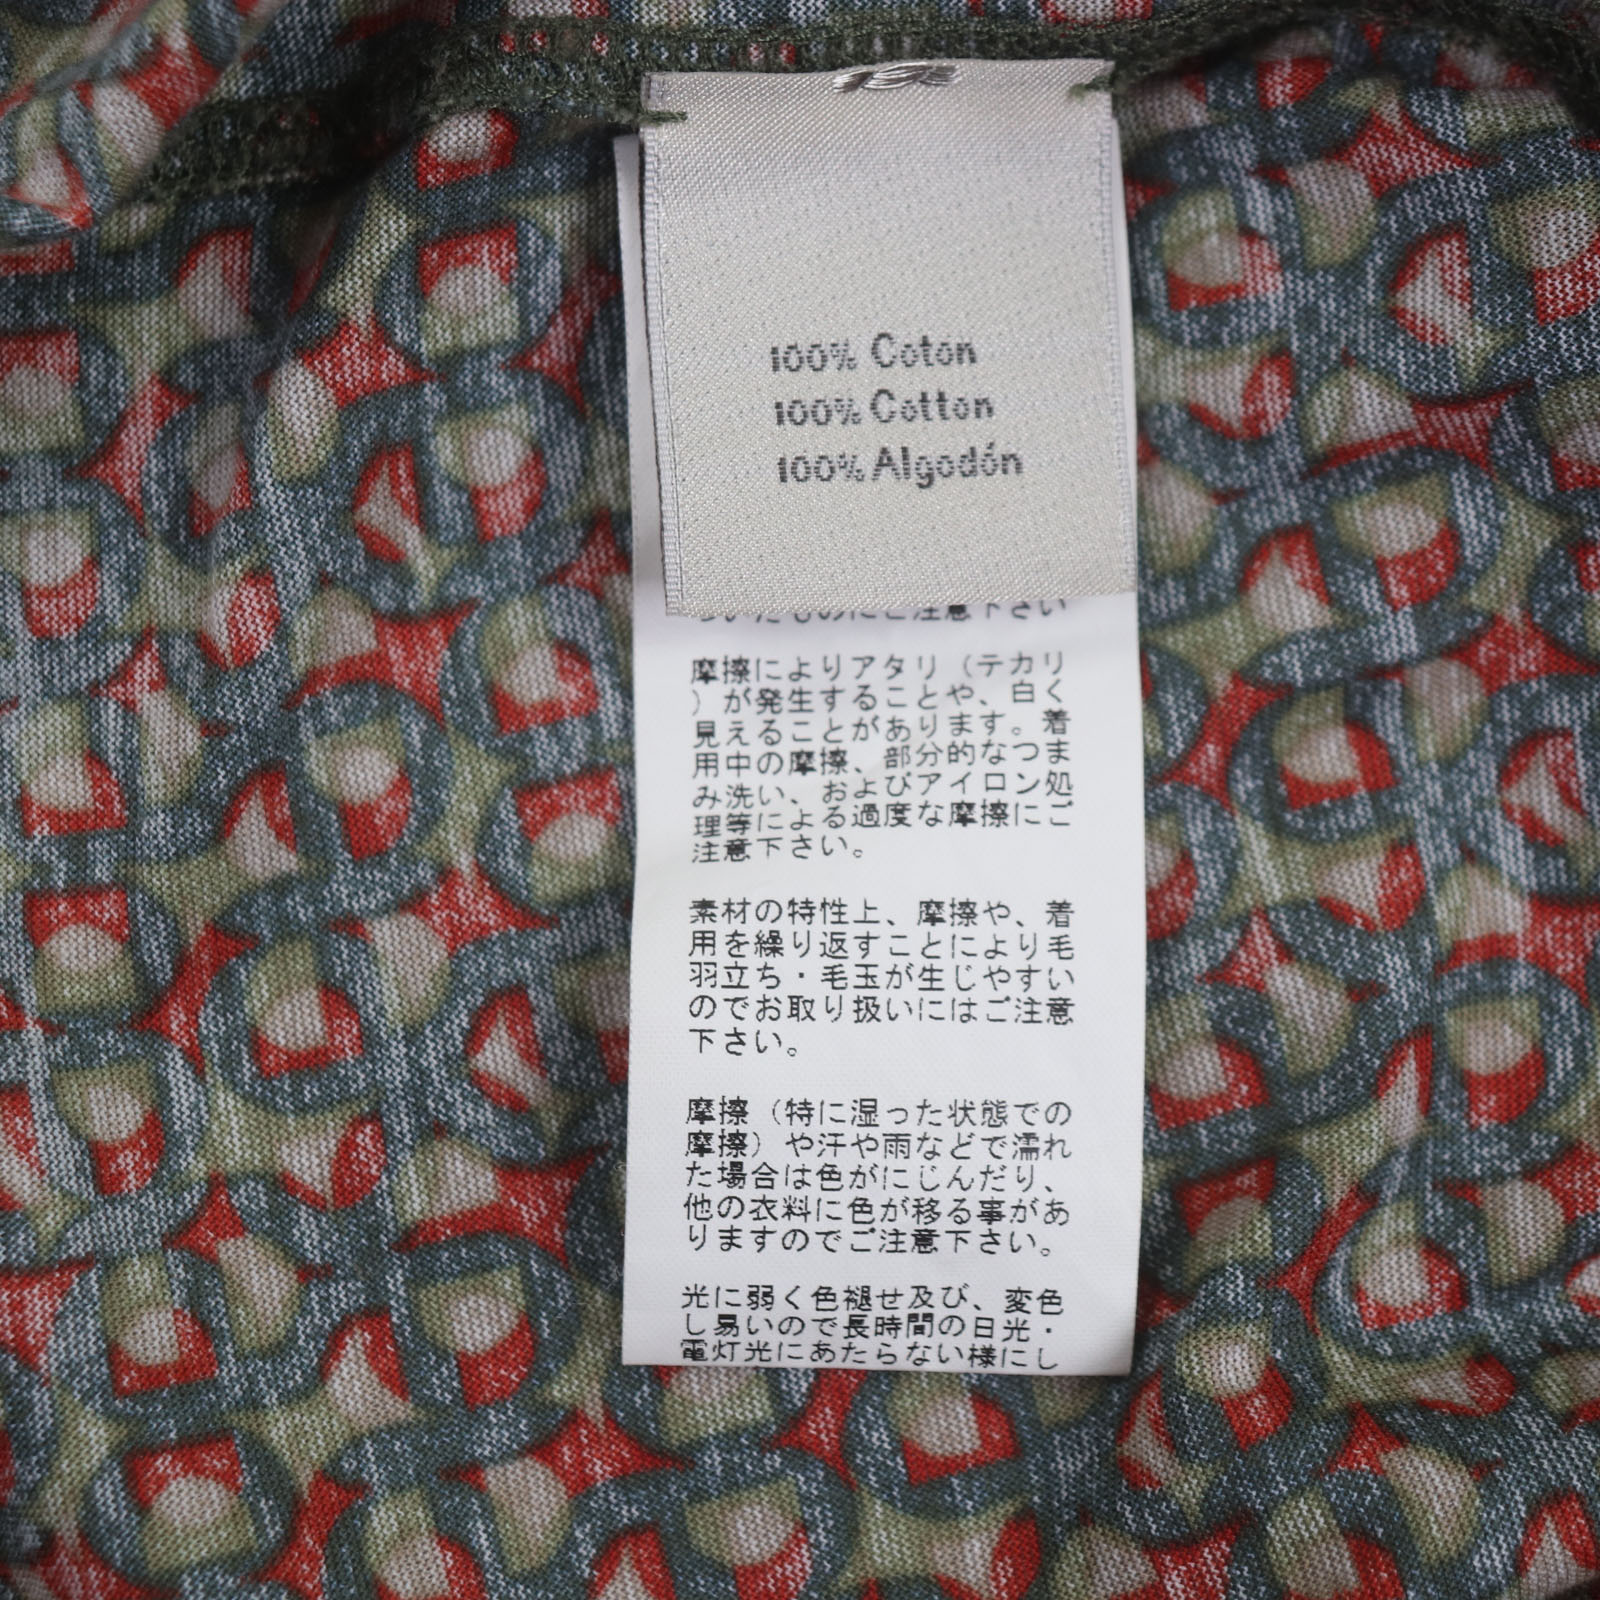 100% Coton
100% Cotton
100% Algodón
いたものにご注意下さい
摩擦によりアタリ（テカリ
）が発生することや、白く
見えることがあります。着
用中の摩擦、部分的なつま
み洗い、およびアイロン処
理等による過度な摩擦にご
注意下さい。
素材の特性上、摩擦や、着
用を繰り返すことにより毛
羽立ち・毛玉が生じやすい
のでお取り扱いにはご注意
下さい。
摩擦（特に湿った状態での
摩擦）や汗や雨などで濡れ
た場合は色がにじんだり、
他の衣料に色が移る事があ
りますのでご注意下さい。
光に弱く色褪せ及び、変色
し易いので長時間の日光・
電灯光にあたらない様にし